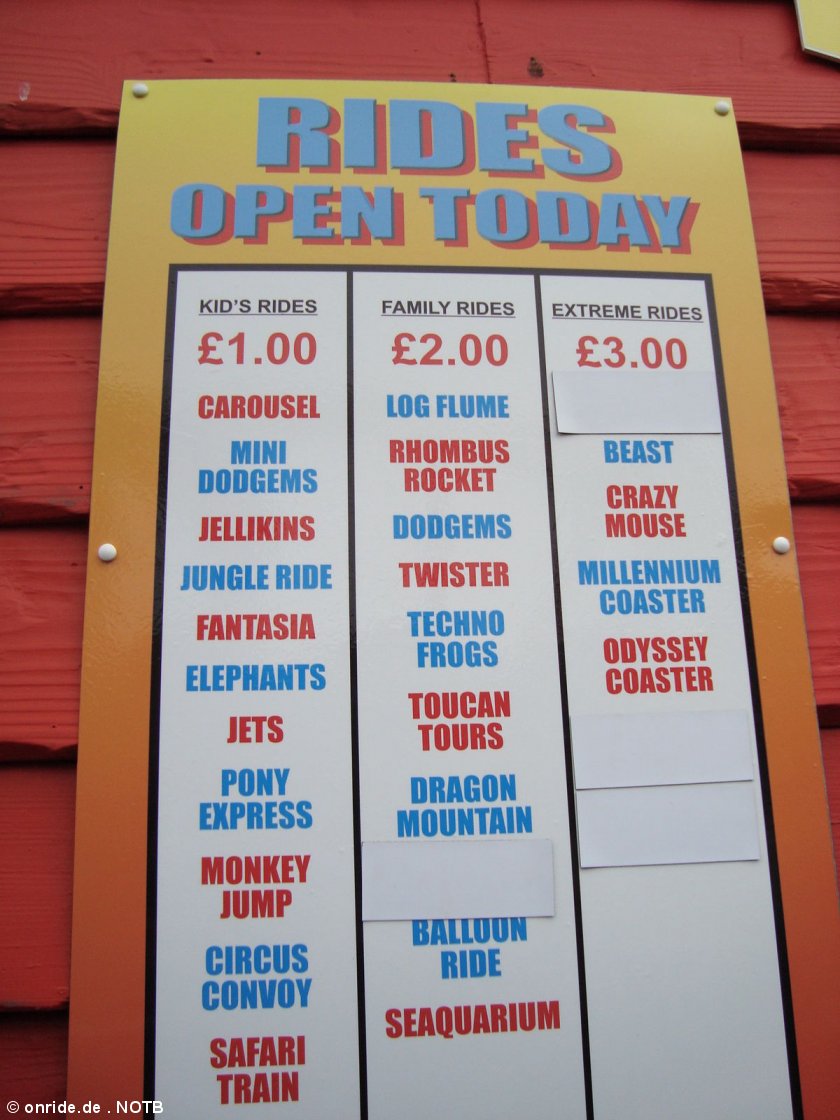 RIDES
OPEN TODAY
KID'S RIDES
£1.00
CAROUSEL
MINI
DODGEMS
JELLIKINS
JUNGLE RIDE
FANTASIA
ELEPHANTS
JETS
PONY
EXPRESS
MONKEY
JUMP
CIRCUS
CONVOY
SAFARI
TRAIN
FAMILY RIDES
£2.00
LOG FLUME
RHOMBUS
ROCKET
DODGEMS
TWISTER
TECHNO
FROGS
TOUCAN
TOURS
DRAGON
MOUNTAIN
BALLOON
RIDE
SEAQUARIUM
EXTREME RIDES
£3.00
BEAST
CRAZY
MOUSE
MILLENNIUM
COASTER
ODYSSEY
COASTER
© onride.de . NOTB